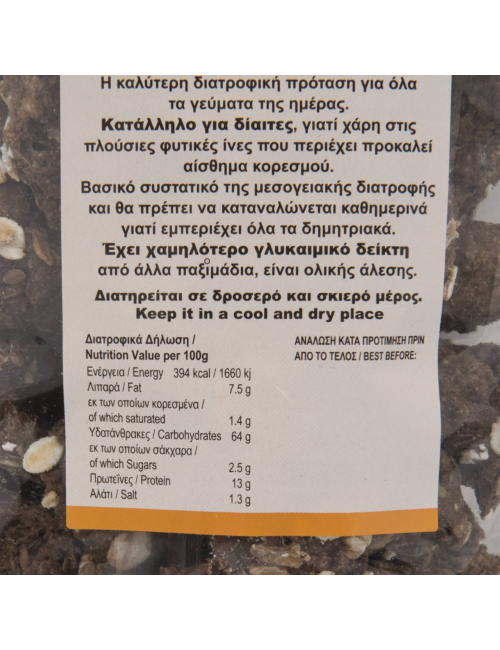 Η καλύτερη διατροφική πρόταση για όλα
τα γεύματα της ημέρας.
Κατάλληλο για δίαιτες, γιατί χάρη στις
πλούσιες φυτικές ίνες που περιέχει προκαλεί
αίσθημα κορεσμού.
Βασικό συστατικό της μεσογειακής διατροφής
και θα πρέπει να καταναλώνεται καθημερινά
γιατί εμπεριέχει όλα τα δημητριακά.
Έχει χαμηλότερο γλυκαιμικό δείκτη
από άλλα παξιμάδια, είναι ολικής άλεσης.
Διατηρείται σε δροσερό και σκιερό μέρος.
Keep it in a cool and dry place
Διατροφικά Δήλωση /
Nutrition Value per 100g
Ενέργεια / Energy 394 kcal / 1660 kj
Λιπαρά / Fat 7.5 g
εκ των οποίων κορεσμένα /
of which saturated 1.4 g
Υδατάνθρακες / Carbohydrates 64 g
εκ των οποίων σάκχαρα /
of which Sugars 2.5 g
Πρωτεΐνες / Protein 13 g
Αλάτι / Salt 1.3 g
ΑΝΑΛΩΣΗ ΚΑΤΑ ΠΡΟΤΙΜΗΣΗ ΠΡΙΝ
ΑΠΟ ΤΟ ΤΕΛΟΣ / BEST BEFORE: